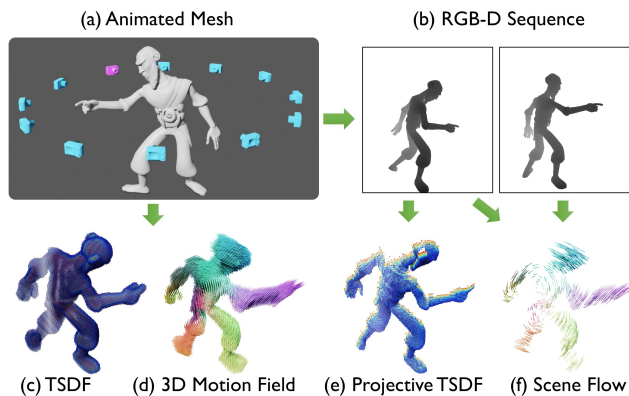 (a) Animated Mesh
(b) RGB-D Sequence
(c) TSDF
(d) 3D Motion Field
(e) Projective TSDF
(f) Scene Flow